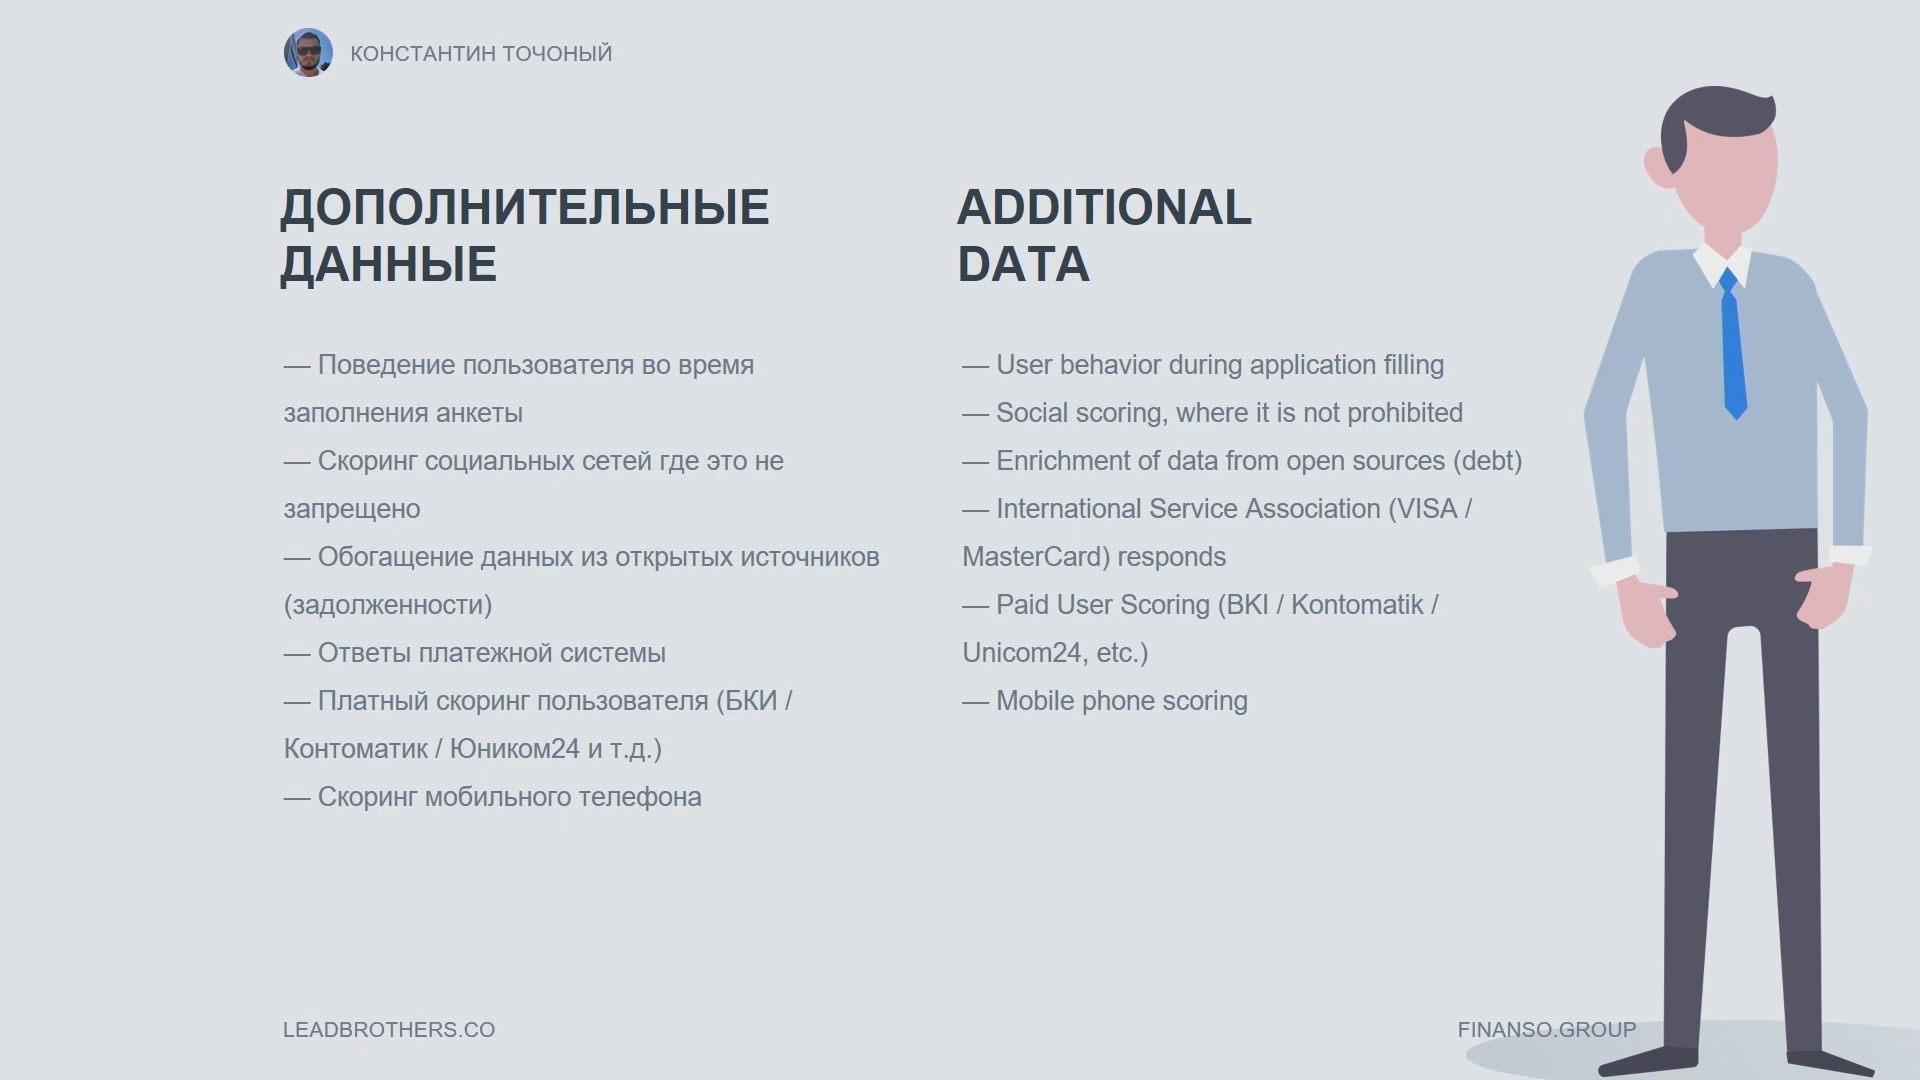 КОНСТАНТИН ТОЧОНЫЙ
ДОПОЛНИТЕЛЬНЫЕ
ДАННЫЕ
— Поведение пользователя во время
заполнения анкеты
— Скоринг социальных сетей где это не
запрещено
— Обогащение данных из открытых источников
(задолженности)
— Ответы платежной системы
— Платный скоринг пользователя (БКИ /
Контоматик / Юником24 и т.д.)
— Скоринг мобильного телефона
ADDITIONAL
DATA
— User behavior during application filling
— Social scoring, where it is not prohibited
— Enrichment of data from open sources (debt)
— International Service Association (VISA /
MasterCard) responds
— Paid User Scoring (BKI / Kontomatik /
Unicom24, etc.)
— Mobile phone scoring
LEADBROTHERS.CO
FINANSO.GROUP